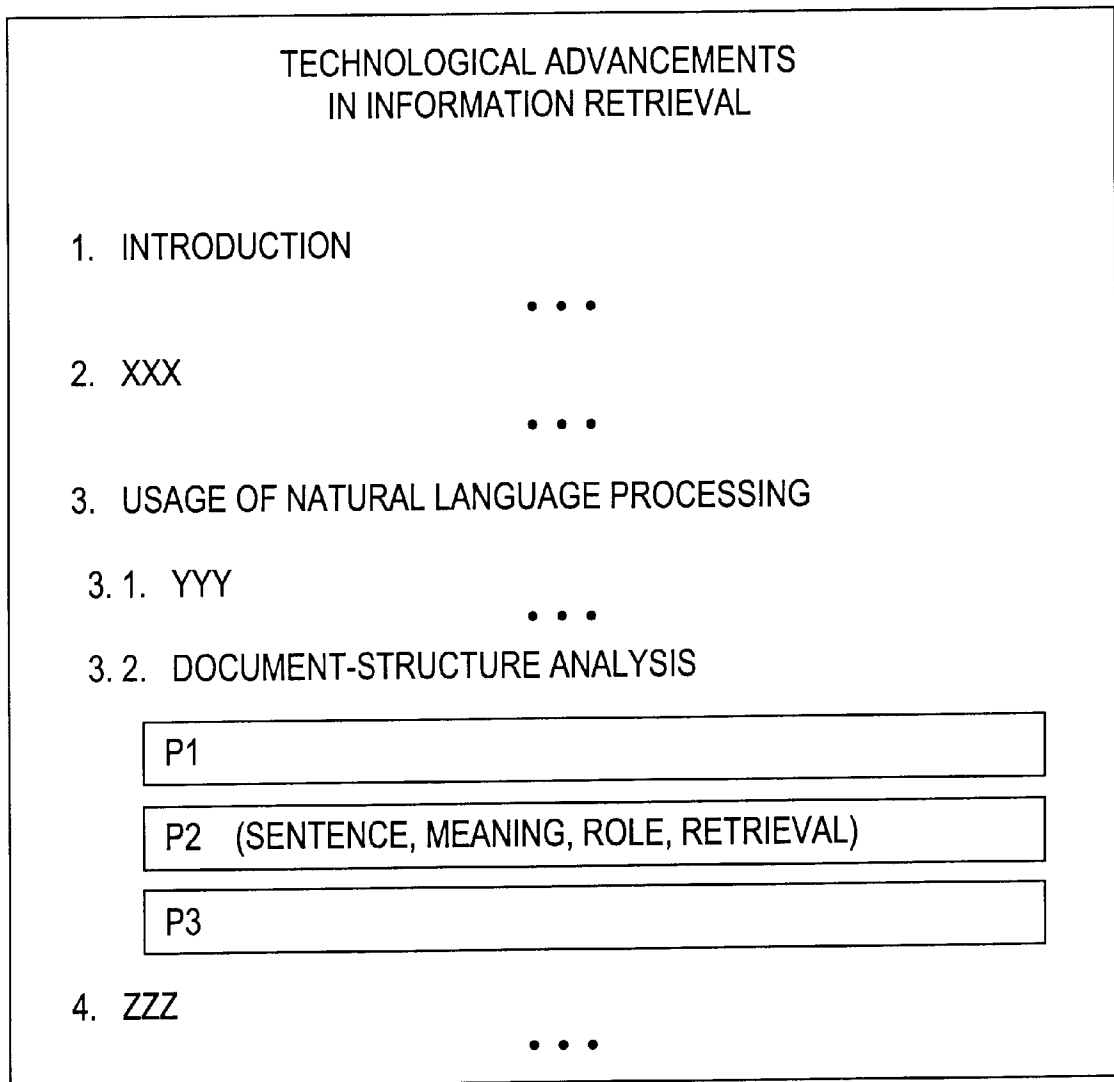 TECHNOLOGICAL ADVANCEMENTS
IN INFORMATION RETRIEVAL
1. INTRODUCTION
• • •
2. XXX
• • •
3. USAGE OF NATURAL LANGUAGE PROCESSING
3. 1. YYY
• • •
3. 2. DOCUMENT-STRUCTURE ANALYSIS
P1
P2 (SENTENCE, MEANING, ROLE, RETRIEVAL)
P3
4. ZZZ
• • •